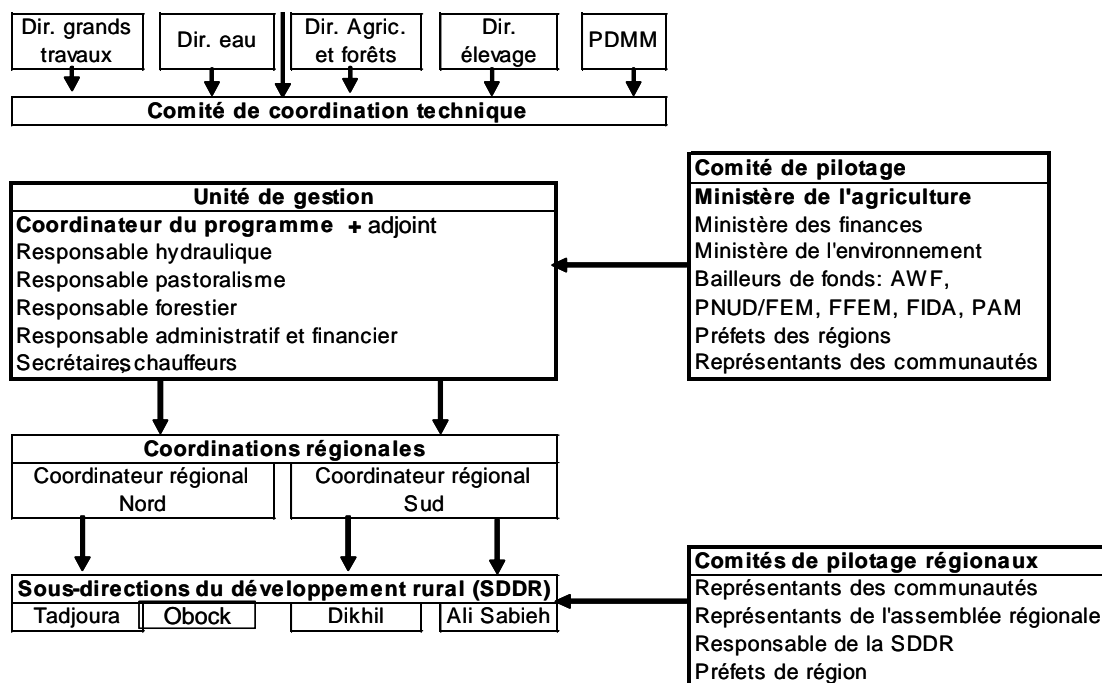 Dir. grands
travaux
Dir. eau
Dir. Agric.
et forêts
Dir.
élevage
PDMM
Comité de coordination technique
Comité de pilotage
Ministère de l'agriculture
Ministère des finances
Ministère de l'environnement
Bailleurs de fonds: AWF,
PNUD/FEM, FFEM, FIDA, PAM
Préfets des régions
Représentants des communautés
Unité de gestion
Coordinateur du programme + adjoint
Responsable hydraulique
Responsable pastoralisme
Responsable forestier
Responsable administratif et financier
Secrétaires, chauffeurs
Coordinations régionales
Coordinateur régional
Nord
Coordinateur régional
Sud
Sous-directions du développement rural (SDDR)
Tadjoura
Obock
Dikhil
Ali Sabieh
Comités de pilotage régionaux
Représentants des communautés
Représentants de l'assemblée régionale
Responsable de la SDDR
Préfets de région